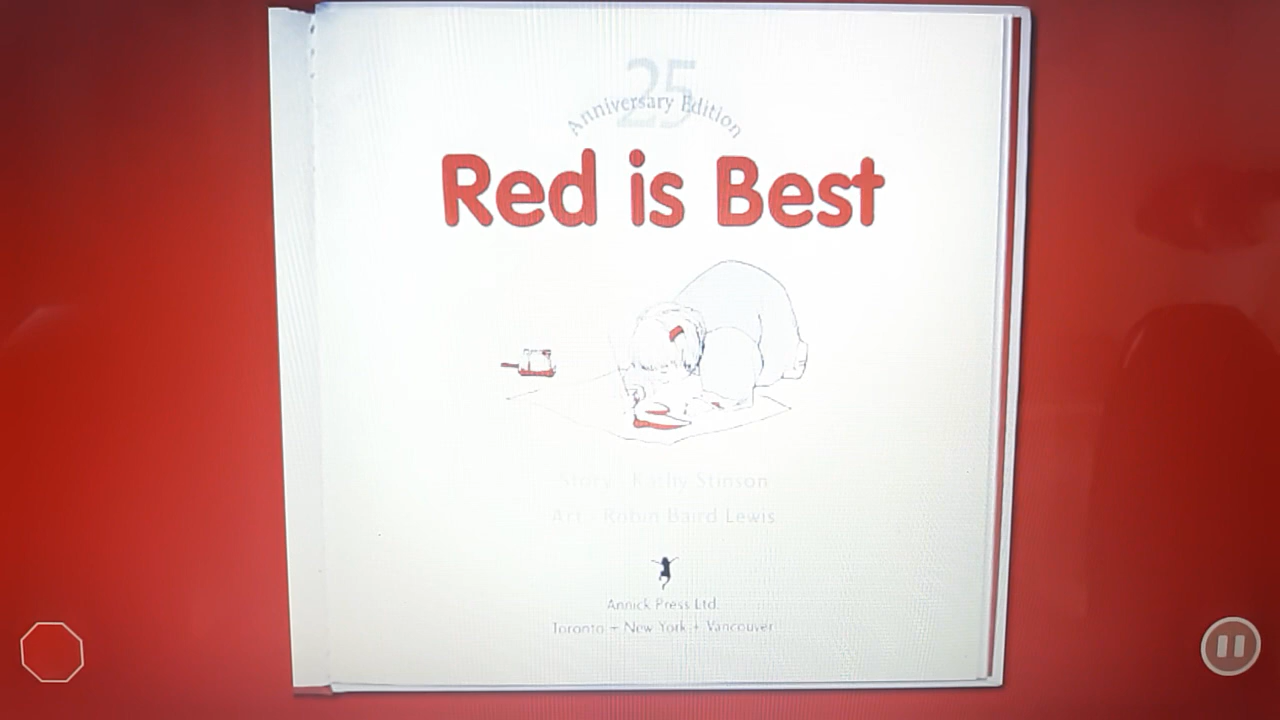 25
Anniversary Edition
Red is Best
Story • Kathy Stinson
Art • Robin Baird Lewis
Annick Press Ltd.
Toronto • New York • Vancouver